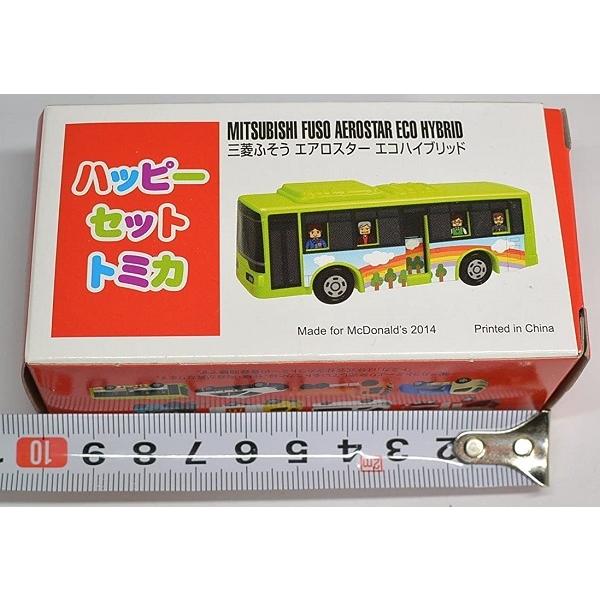 ハッピー
セット
トミカ
MITSUBISHI FUSO AEROSTAR ECO HYBRID
三菱ふそう エアロスター エコハイブリッド
Made for McDonald's 2014
Printed in China
10 9 8 7 6 5 4 3 2